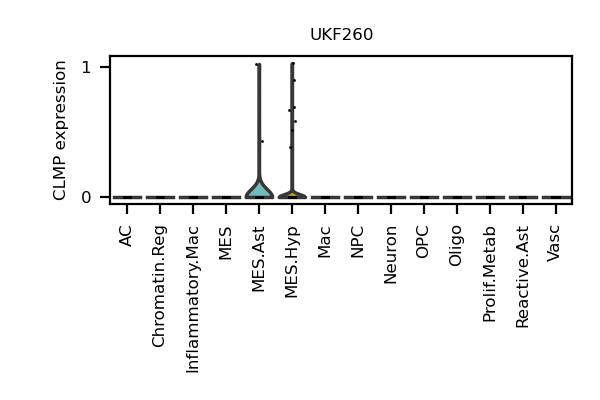 UKF260
CLMP expression
1
0
AC
Chromatin.Reg
Inflammatory.Mac
MES
MES.Ast
MES.Hyp
Mac
NPC
Neuron
OPC
Oligo
Prolif.Metab
Reactive.Ast
Vasc